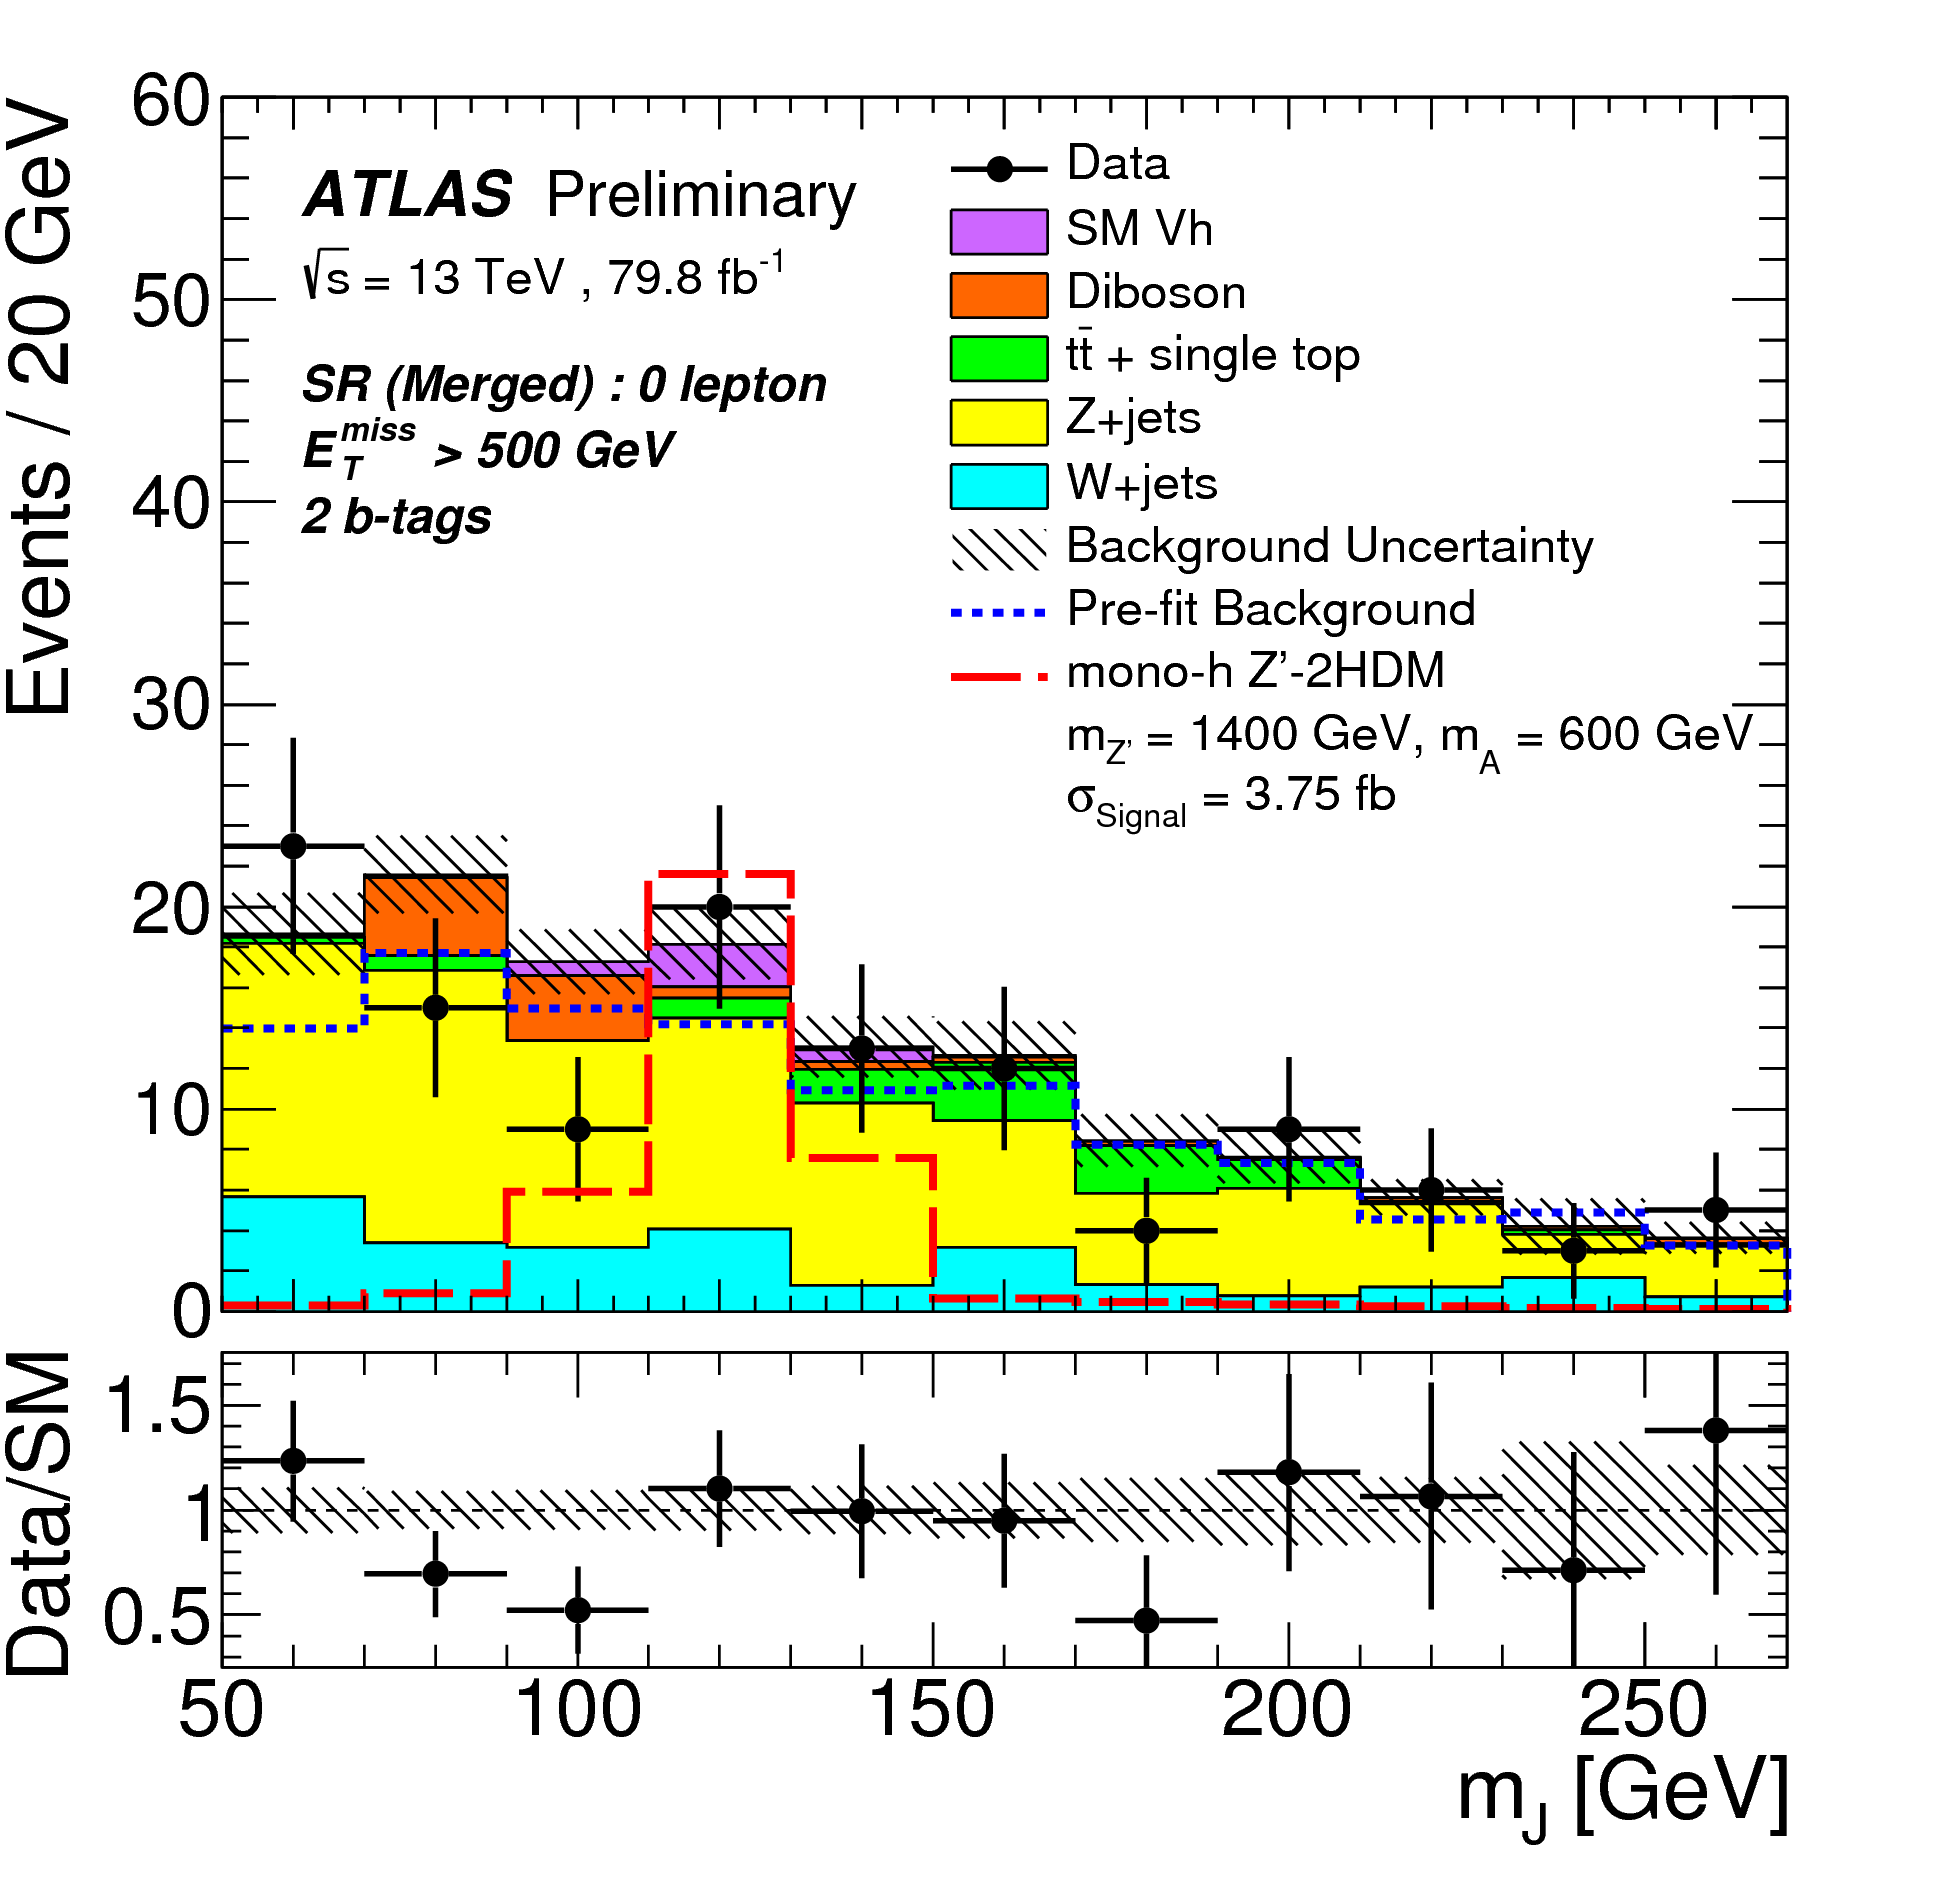 Events / 20 GeV
60
50
40
30
20
10
0
ATLAS Preliminary
√s = 13 TeV , 79.8 fb⁻¹
SR (Merged) : 0 lepton
E_T^miss > 500 GeV
2 b-tags
Data
SM Vh
Diboson
tt̄ + single top
Z+jets
W+jets
Background Uncertainty
Pre-fit Background
mono-h Z'-2HDM
m_Z' = 1400 GeV, m_A = 600 GeV
σ_Signal = 3.75 fb
Data/SM
1.5
1
0.5
50 100 150 200 250
m_J [GeV]